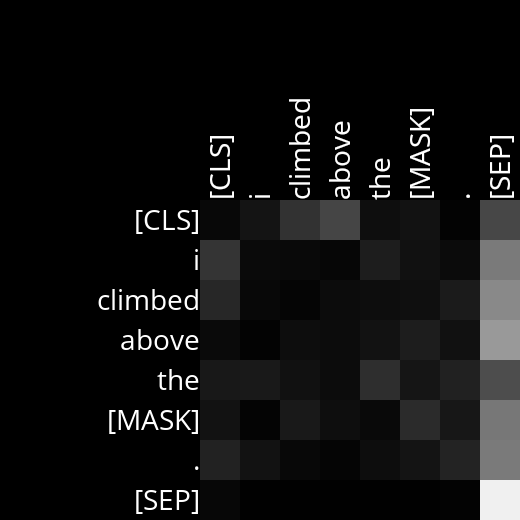 [CLS] i climbed above the [MASK] . [SEP]
[CLS]
i
climbed
above
the
[MASK]
.
[SEP]